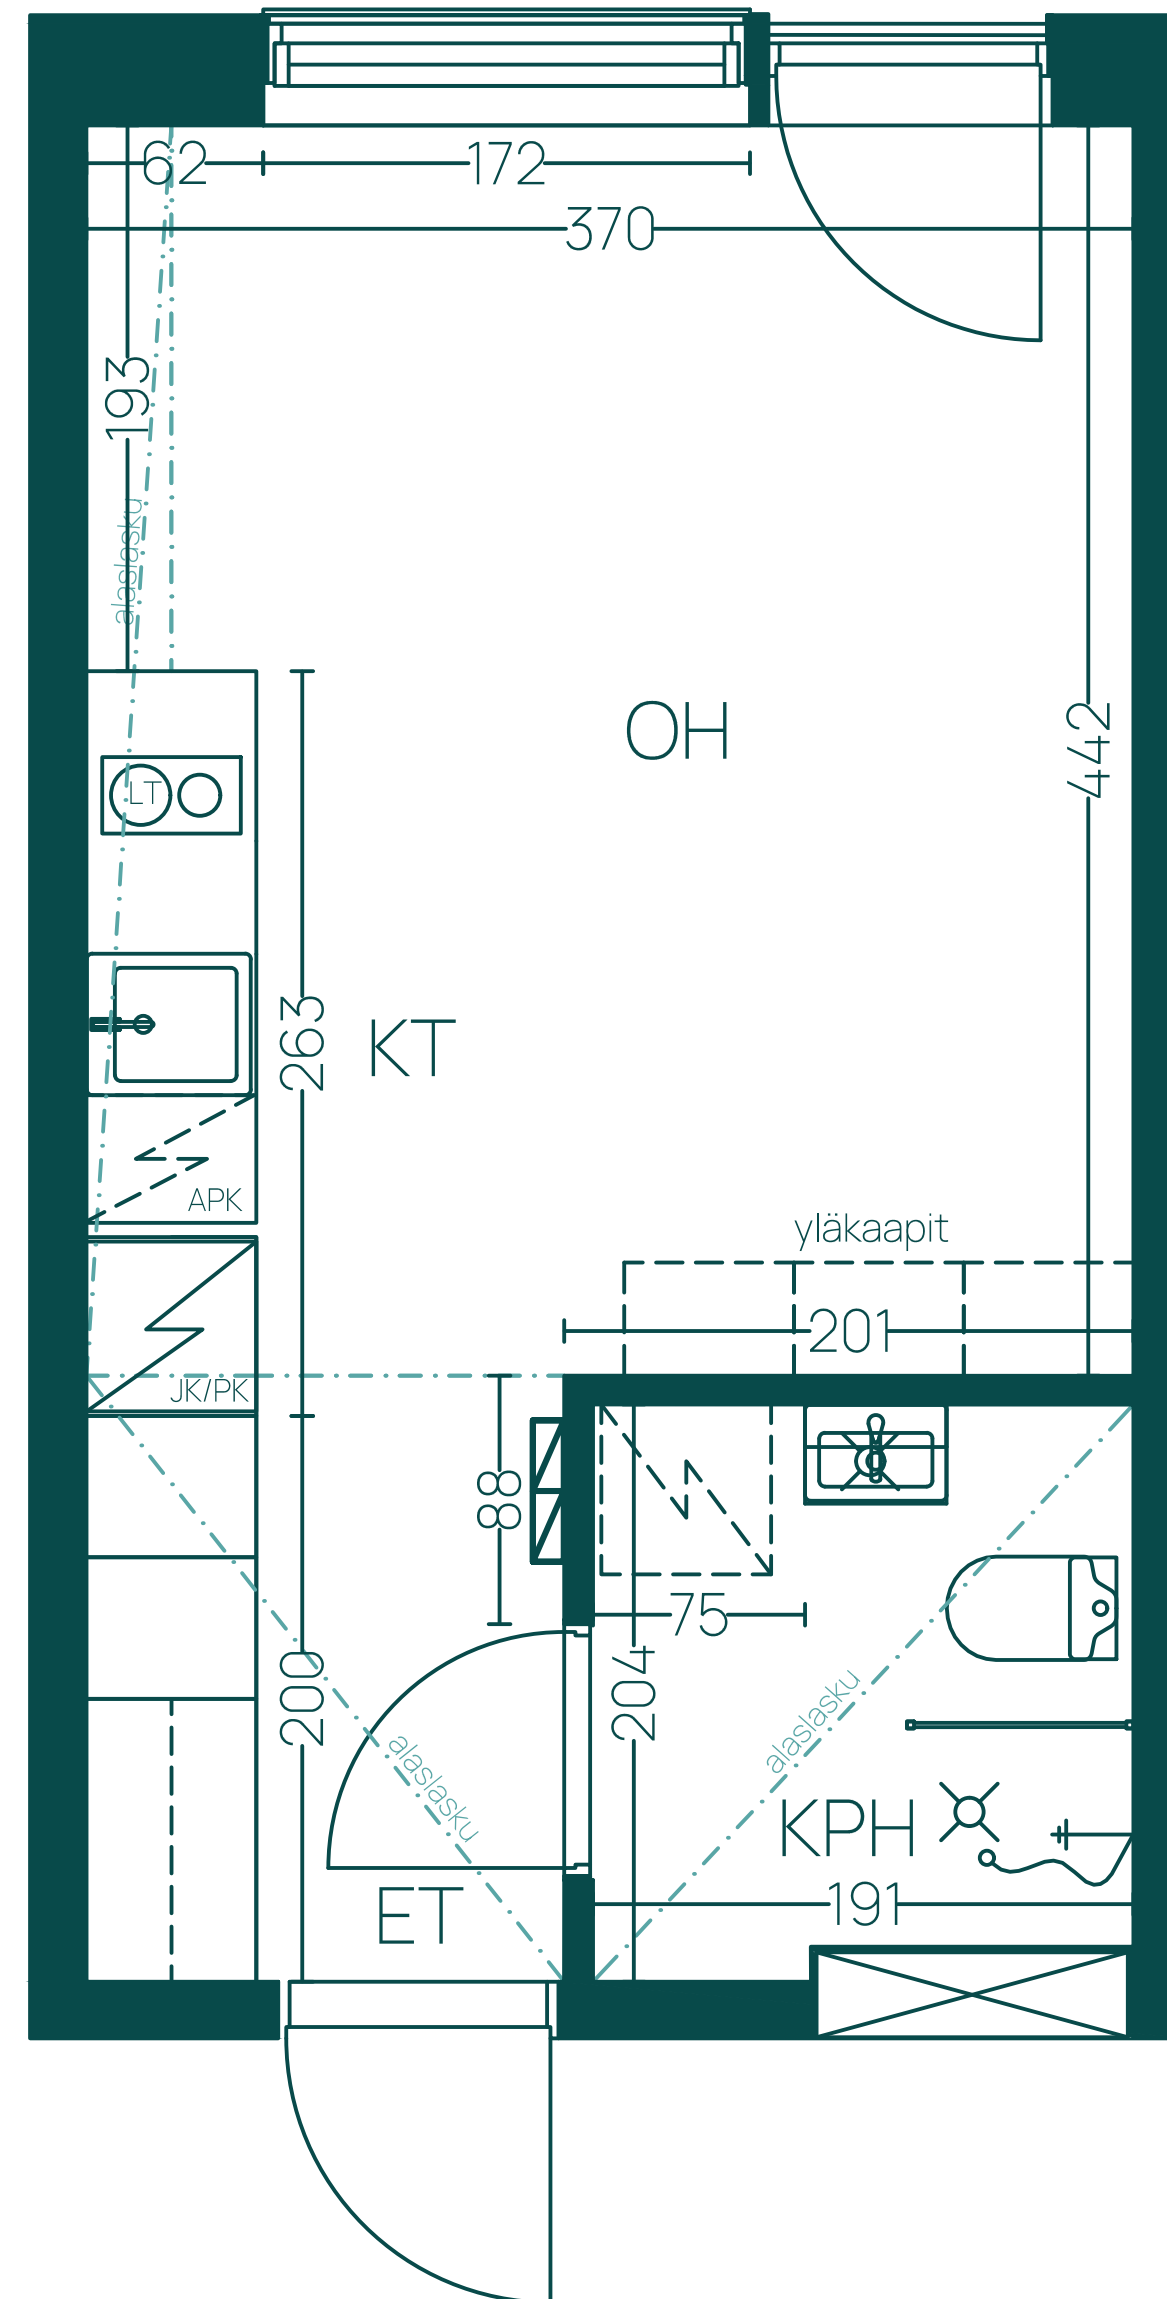 62
172
370
193
alaslasku
OH
442
LT
263
KT
APK
yläkaapit
201
JK/PK
88
75
204
200
alaslasku
alaslasku
KPH
191
ET